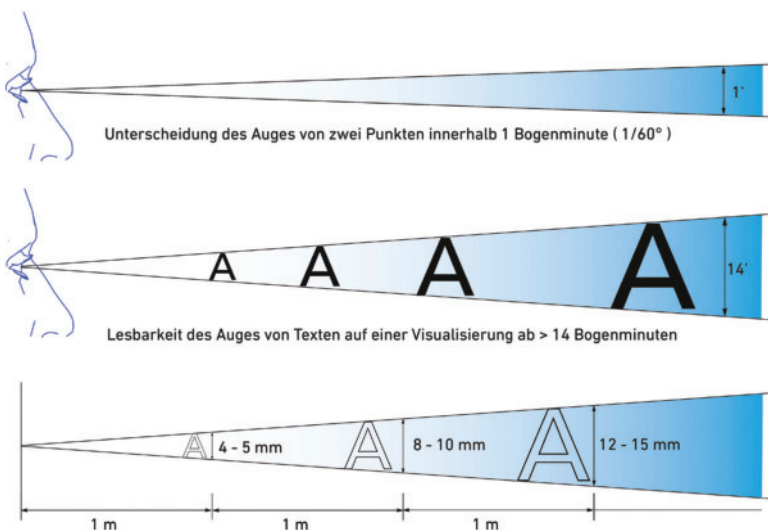 1'
Unterscheidung des Auges von zwei Punkten innerhalb 1 Bogenminute ( 1/60° )
A A A A
14'
Lesbarkeit des Auges von Texten auf einer Visualisierung ab > 14 Bogenminuten
A 4 - 5 mm A 8 - 10 mm A 12 - 15 mm
1 m 1 m 1 m